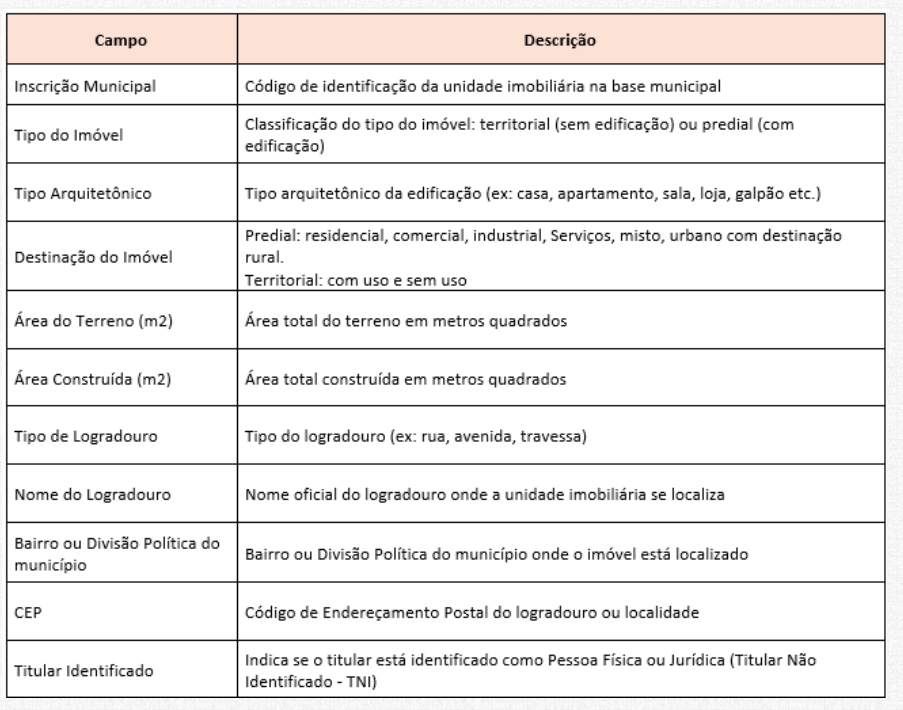 Campo
Descrição
Inscrição Municipal
Código de identificação da unidade imobiliária na base municipal
Tipo do Imóvel
Classificação do tipo do imóvel: territorial (sem edificação) ou predial (com
edificação)
Tipo Arquitetônico
Tipo arquitetônico da edificação (ex: casa, apartamento, sala, loja, galpão etc.)
Destinação do Imóvel
Predial: residencial, comercial, industrial, Serviços, misto, urbano com destinação
rural.
Territorial: com uso e sem uso
Área do Terreno (m2)
Área total do terreno em metros quadrados
Área Construída (m2)
Área total construída em metros quadrados
Tipo de Logradouro
Tipo do logradouro (ex: rua, avenida, travessa)
Nome do Logradouro
Nome oficial do logradouro onde a unidade imobiliária se localiza
Bairro ou Divisão Política do
município
Bairro ou Divisão Política do município onde o imóvel está localizado
CEP
Código de Endereçamento Postal do logradouro ou localidade
Titular Identificado
Indica se o titular está identificado como Pessoa Física ou Jurídica (Titular Não
Identificado - TNI)